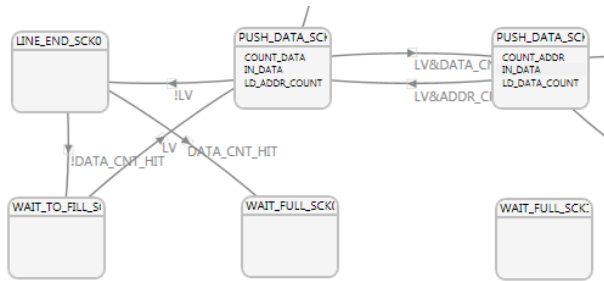 LINE_END_SCK0
PUSH_DATA_SCK
PUSH_DATA_SCK
COUNT_DATA
IN_DATA
LD_ADDR_COUNT
COUNT_ADDR
IN_DATA
LD_DATA_COUNT
LV&DATA_CN
!LV
LV&ADDR_C
LV
DATA_CNT_HIT
!DATA_CNT_HIT
WAIT_TO_FILL_S
WAIT_FULL_SCK
WAIT_FULL_SCK